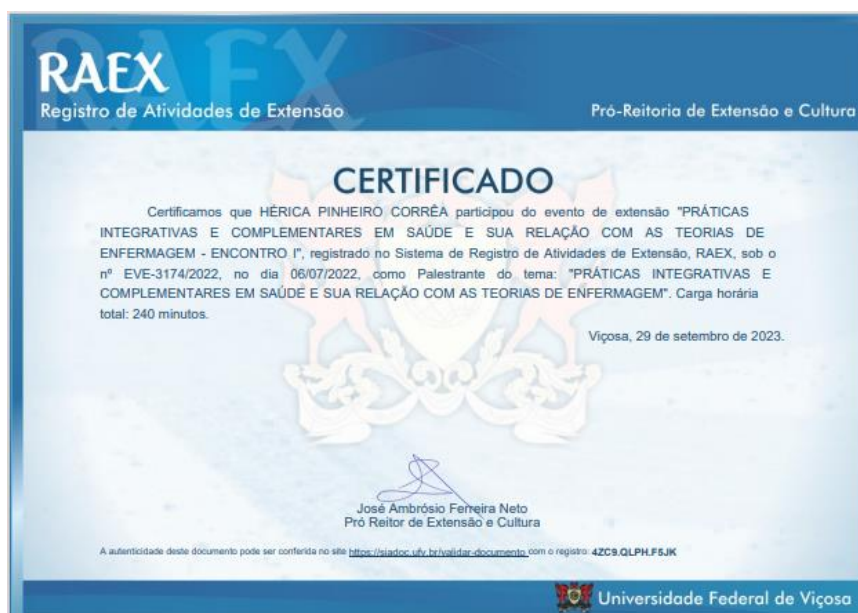 RAEX
Registro de Atividades de Extensão
Pró-Reitoria de Extensão e Cultura
CERTIFICADO
Certificamos que HÉRICA PINHEIRO CORRÊA participou do evento de extensão "PRÁTICAS
INTEGRATIVAS E COMPLEMENTARES EM SAÚDE E SUA RELAÇÃO COM AS TEORIAS DE
ENFERMAGEM - ENCONTRO I", registrado no Sistema de Registro de Atividades de Extensão, RAEX, sob o
nº EVE-3174/2022, no dia 06/07/2022, como Palestrante do tema: "PRÁTICAS INTEGRATIVAS E
COMPLEMENTARES EM SAÚDE E SUA RELAÇÃO COM AS TEORIAS DE ENFERMAGEM". Carga horária
total: 240 minutos.
Viçosa, 29 de setembro de 2023.
José Ambrósio Ferreira Neto
Pró Reitor de Extensão e Cultura
A autenticidade deste documento pode ser conferida no site https://siadoc.ufv.br/validar-documento com o registro: 4ZC9.QLPH.F5JK
Universidade Federal de Viçosa